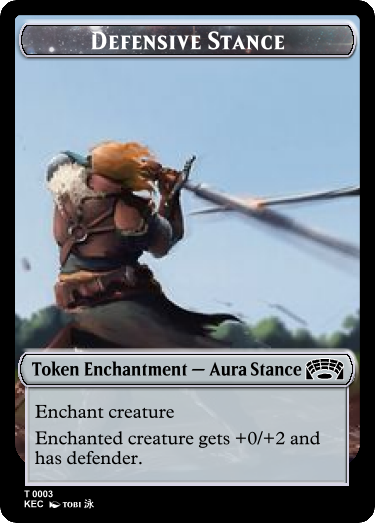 Defensive Stance
Token Enchantment — Aura Stance
Enchant creature
Enchanted creature gets +0/+2 and
has defender.
T 0003
KEC TOBI 泳